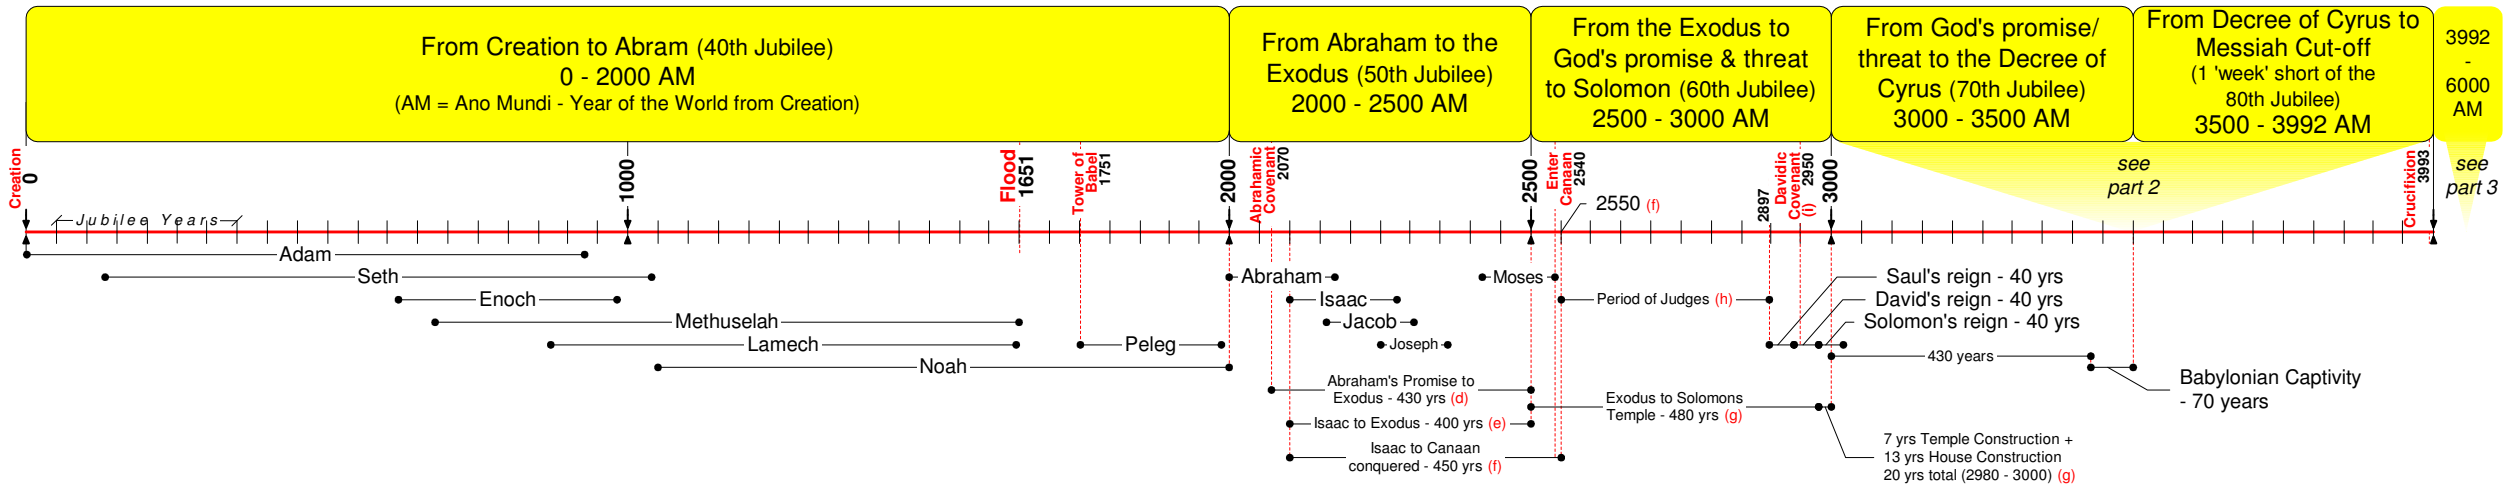 From Creation to Abram (40th Jubilee)
0 - 2000 AM
(AM = Ano Mundi - Year of the World from Creation)
From Abraham to the
Exodus (50th Jubilee)
2000 - 2500 AM
From the Exodus to
God's promise & threat
to Solomon (60th Jubilee)
2500 - 3000 AM
From God's promise/
threat to the Decree of
Cyrus (70th Jubilee)
3000 - 3500 AM
From Decree of Cyrus to
Messiah Cut-off
(1 'week' short of the
80th Jubilee)
3500 - 3992 AM
3992
-
6000
AM
Creation
0
1000
Flood
1651
Tower of
Babel
1751
2000
Abrahamic
Covenant
2070
2500
Enter
Canaan
2540
2550 (f)
2897
Davidic
Covenant
(i)
2950
3000
see
part 2
Crucifixion
3993
see
part 3
Jubilee Years
Adam
Seth
Enoch
Methuselah
Lamech
Noah
Peleg
Abraham
Isaac
Jacob
Joseph
Moses
Abraham's Promise to
Exodus - 430 yrs (d)
Isaac to Exodus - 400 yrs (e)
Isaac to Canaan
conquered - 450 yrs (f)
Period of Judges (h)
Exodus to Solomons
Temple - 480 yrs (g)
Saul's reign - 40 yrs
David's reign - 40 yrs
Solomon's reign - 40 yrs
430 years
Babylonian Captivity
- 70 years
7 yrs Temple Construction +
13 yrs House Construction
20 yrs total (2980 - 3000) (g)